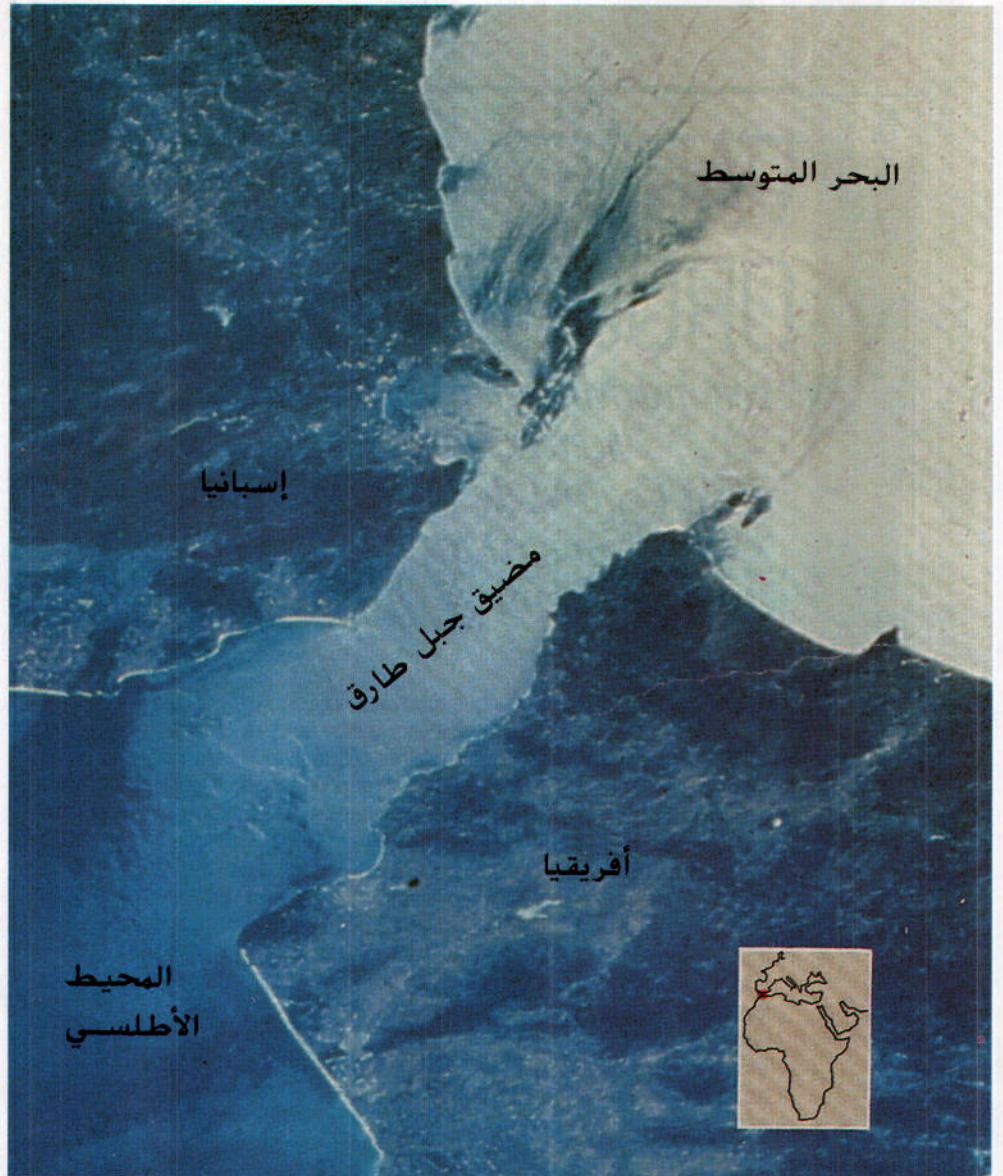 البحر المتوسط
إسبانيا
مضيق جبل طارق
أفريقيا
المحيط
الأطلسي